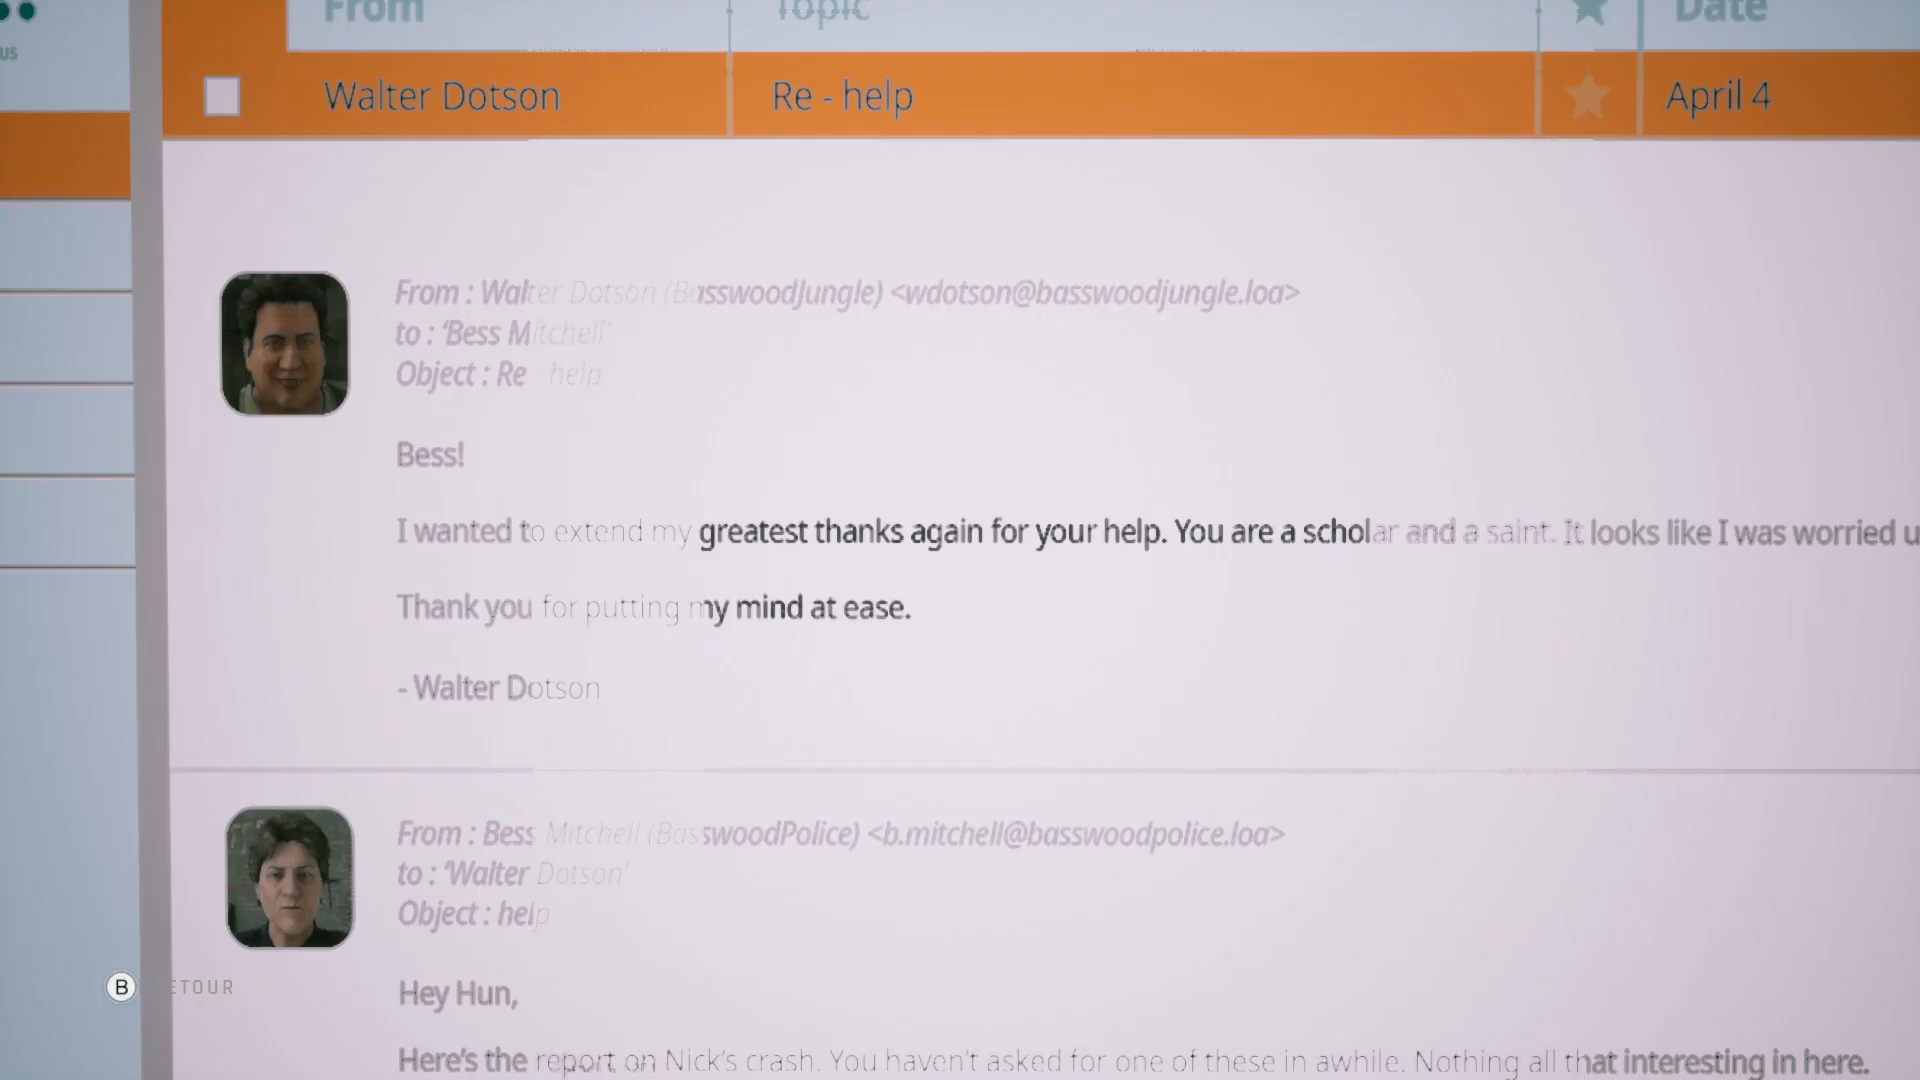 us
From Topic Date
Walter Dotson Re - help April 4
From : Walter Dotson (BasswoodJungle) <wdotson@basswoodjungle.loa>
to : 'Bess Mitchell'
Object : Re - help
Bess!
I wanted to extend my greatest thanks again for your help. You are a scholar and a saint. It looks like I was worried u
Thank you for putting my mind at ease.
- Walter Dotson
From : Bess Mitchell (BasswoodPolice) <b.mitchell@basswoodpolice.loa>
to : 'Walter Dotson'
Object : help
B ETOUR
Hey Hun,
Here's the report on Nick's crash. You haven't asked for one of these in awhile. Nothing all that interesting in here.